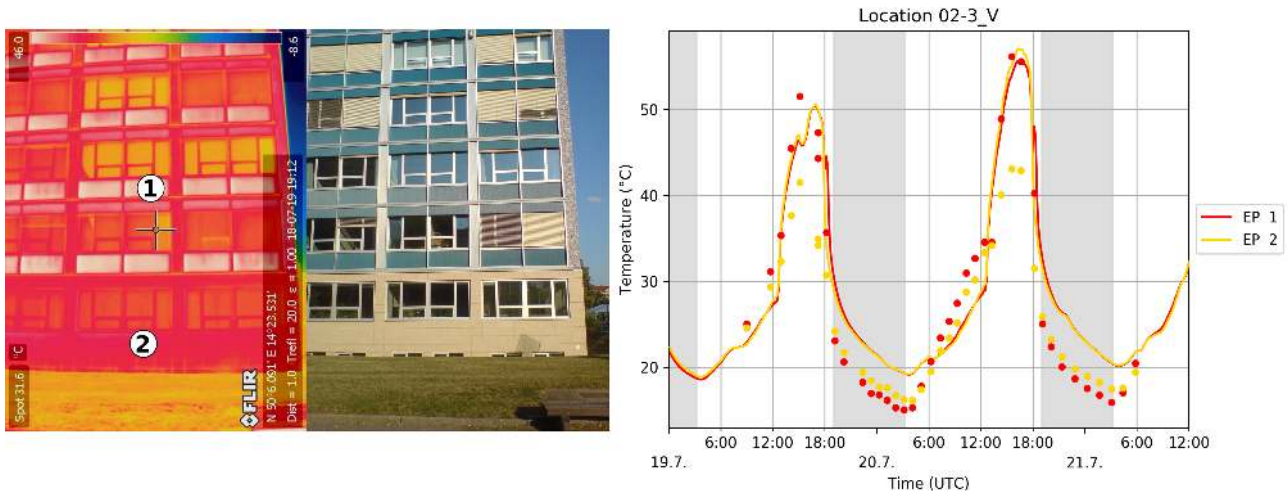 46.0
-8.6
1
2
°C
Spot 31.6
FLIR
N 50°6.091' E 14°23.531'
Dist = 1.0 Trefl = 20.0 ε = 1.00 18-07-19 19:12
Location 02-3_V
Temperature (°C)
50
40
30
20
6:00 12:00 18:00 6:00 12:00 18:00 6:00 12:00
19.7. 20.7. 21.7.
Time (UTC)
EP 1
EP 2